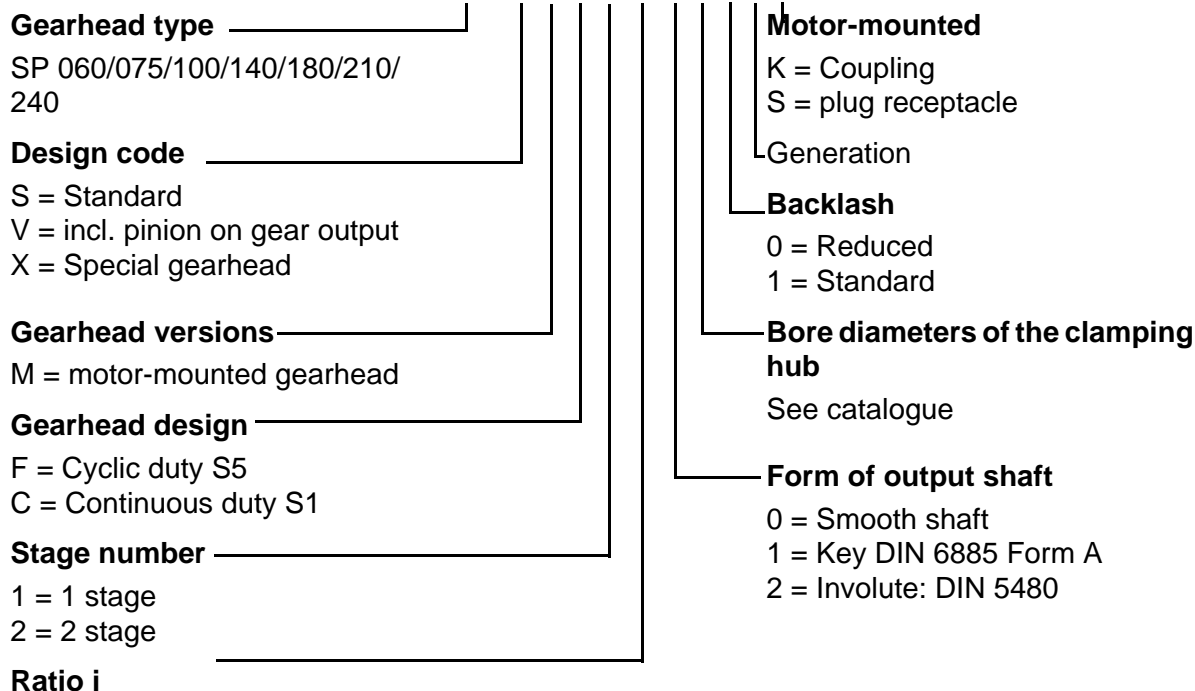 Gearhead type
SP 060/075/100/140/180/210/
240
Design code
S = Standard
V = incl. pinion on gear output
X = Special gearhead
Gearhead versions
M = motor-mounted gearhead
Gearhead design
F = Cyclic duty S5
C = Continuous duty S1
Stage number
1 = 1 stage
2 = 2 stage
Ratio i
Motor-mounted
K = Coupling
S = plug receptacle
Generation
Backlash
0 = Reduced
1 = Standard
Bore diameters of the clamping
hub
See catalogue
Form of output shaft
0 = Smooth shaft
1 = Key DIN 6885 Form A
2 = Involute: DIN 5480